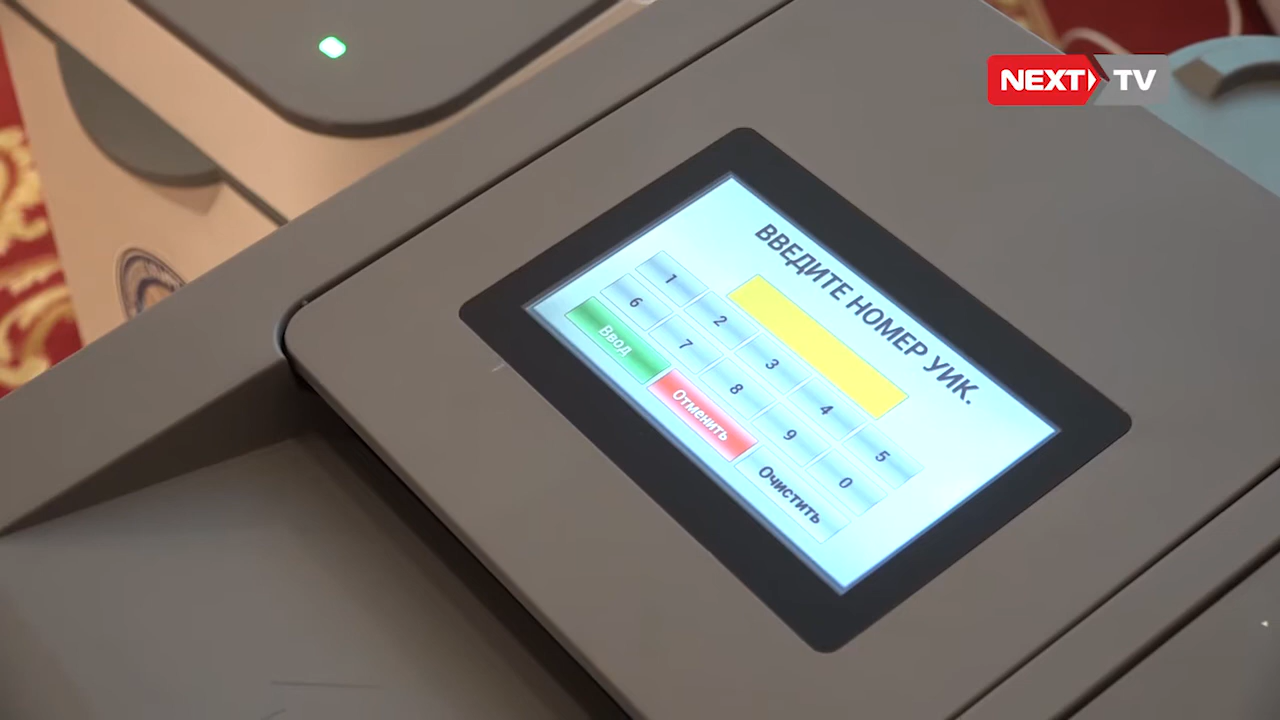 NEXT TV
ВВЕДИТЕ НОМЕР УИК.
1 2 3 4 5
6 7 8 9 0
Ввод Отменить Очистить